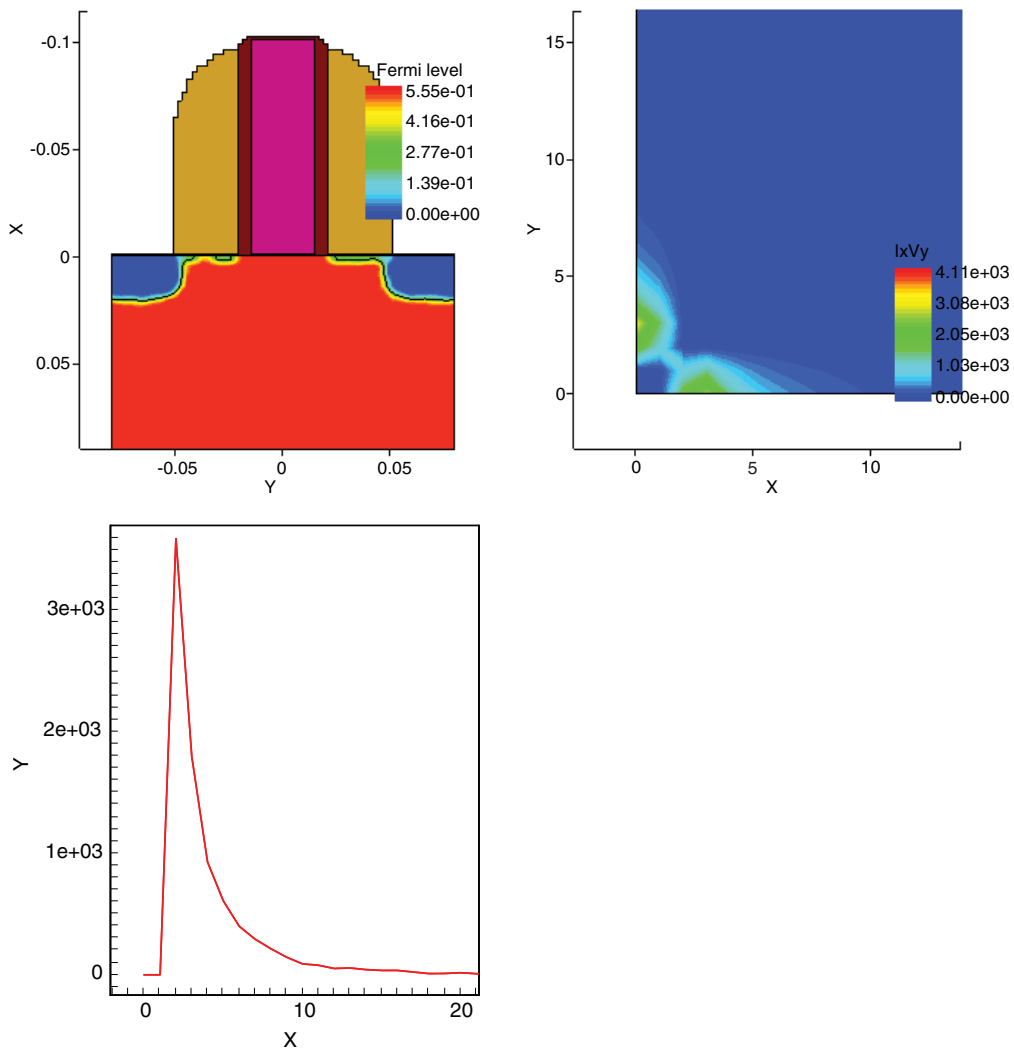 -0.1
-0.05
0
0.05
X
-0.05
0
0.05
Y
Fermi level
5.55e-01
4.16e-01
2.77e-01
1.39e-01
0.00e+00
15
10
5
0
Y
0
5
10
X
IxVy
4.11e+03
3.08e+03
2.05e+03
1.03e+03
0.00e+00
3e+03
2e+03
1e+03
0
Y
0
10
20
X